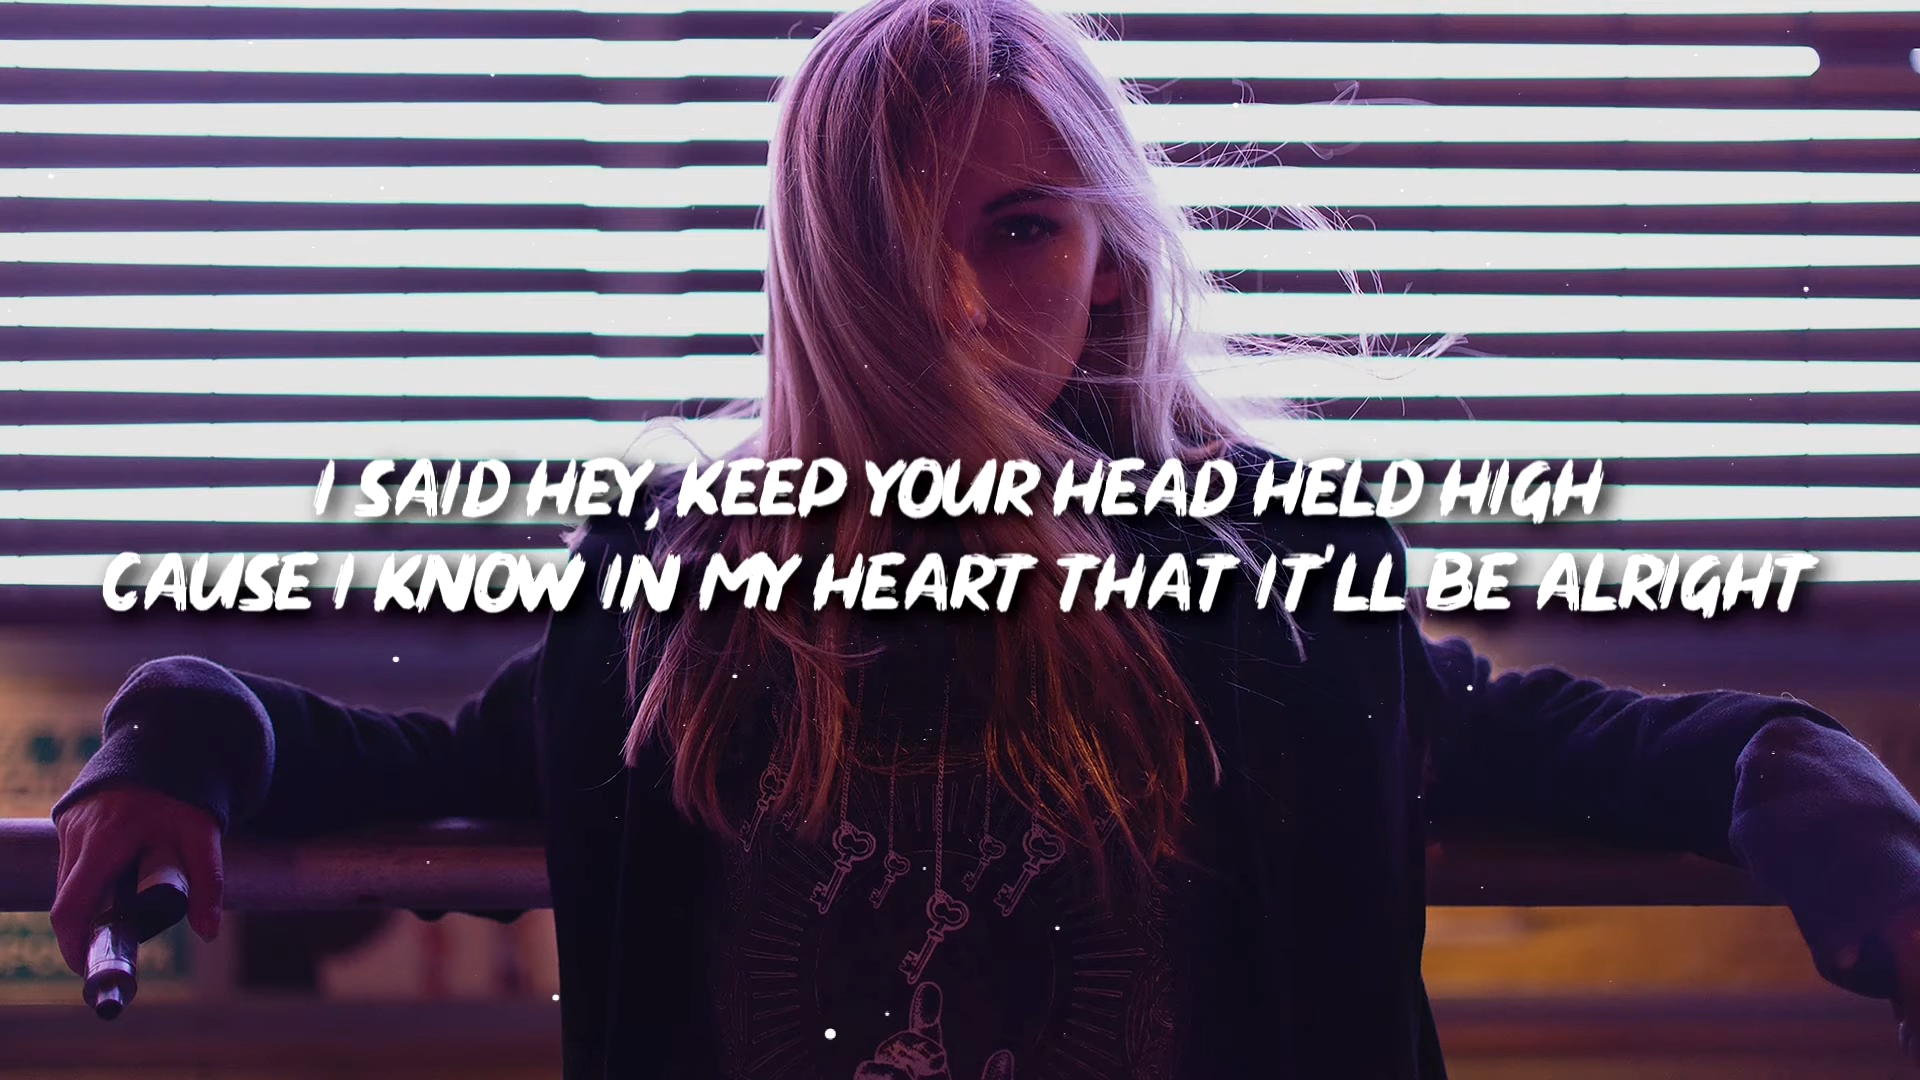 I SAID HEY, KEEP YOUR HEAD HELD HIGH
CAUSE I KNOW IN MY HEART THAT IT'LL BE ALRIGHT